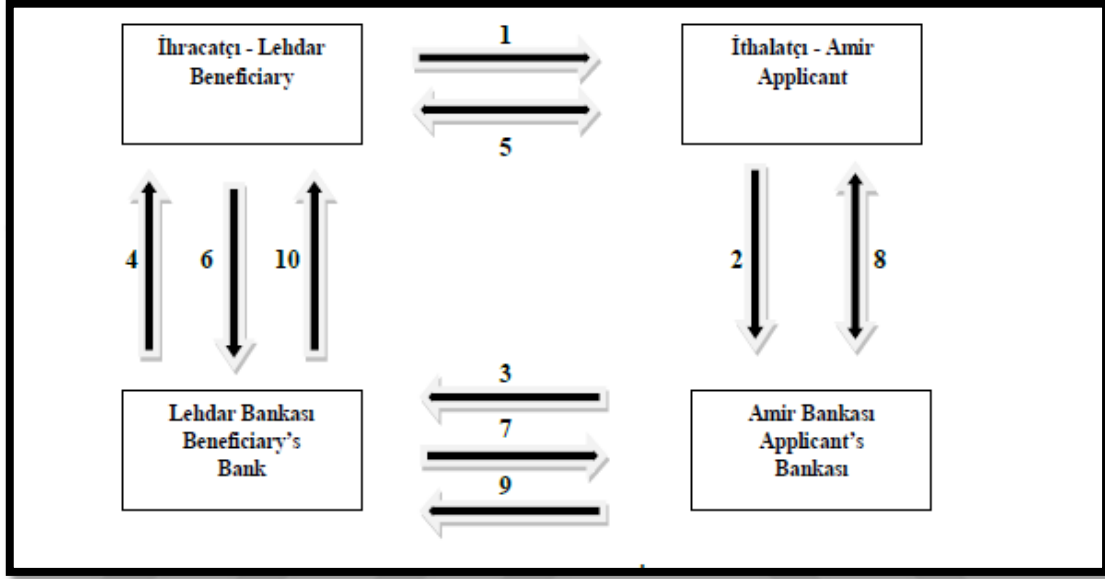 İhracatçı - Lehdar
Beneficiary
1
İthalatçı - Amir
Applicant
5
4
6
10
2
8
3
Lehdar Bankası
Beneficiary's
Bank
7
9
Amir Bankası
Applicant's
Bankası